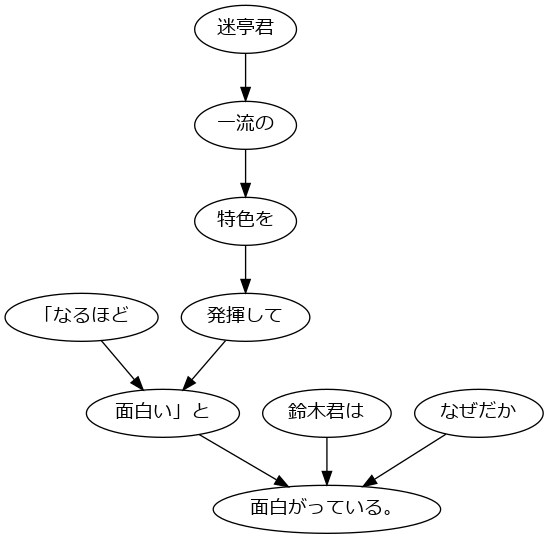 迷亭君
一流の
特色を
「なるほど
発揮して
面白い」と
鈴木君は
なぜだか
面白がっている。